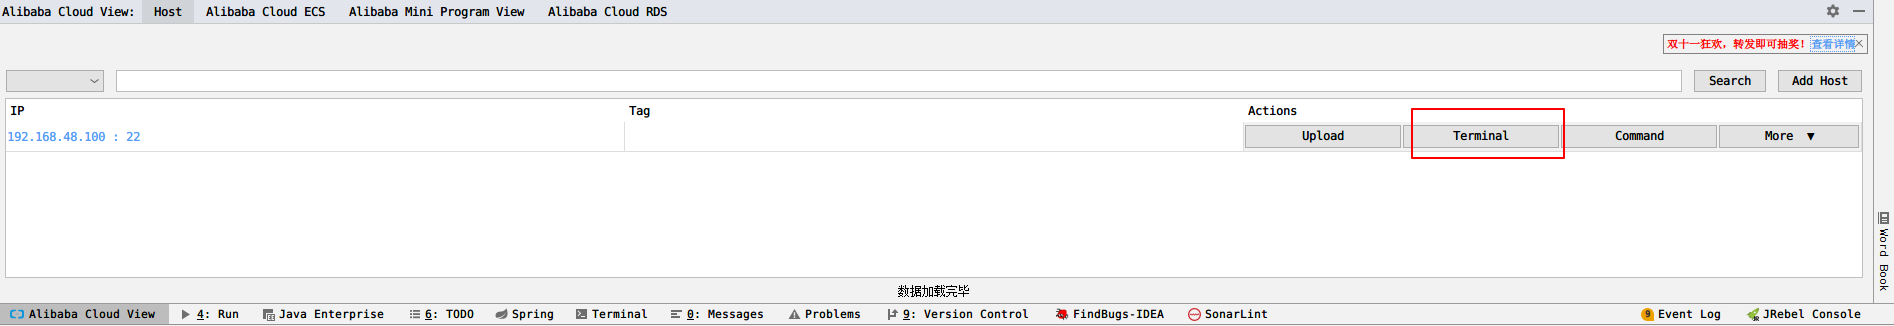 Alibaba Cloud View: Host Alibaba Cloud ECS Alibaba Mini Program View Alibaba Cloud RDS
双十一狂欢，转发即可抽奖！查看详情
Search Add Host
IP Tag Actions
192.168.48.100 : 22 Upload Terminal Command More ▼
Word Book
数据加载完毕
Alibaba Cloud View 4: Run Java Enterprise 6: TODO Spring Terminal 0: Messages Problems 9: Version Control FindBugs-IDEA SonarLint 9 Event Log JRebel Console